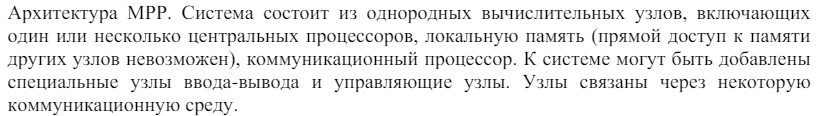 Архитектура МРР. Система состоит из однородных вычислительных узлов, включающих
один или несколько центральных процессоров, локальную память (прямой доступ к памяти
других узлов невозможен), коммуникационный процессор. К системе могут быть добавлены
специальные узлы ввода-вывода и управляющие узлы. Узлы связаны через некоторую
коммуникационную среду.